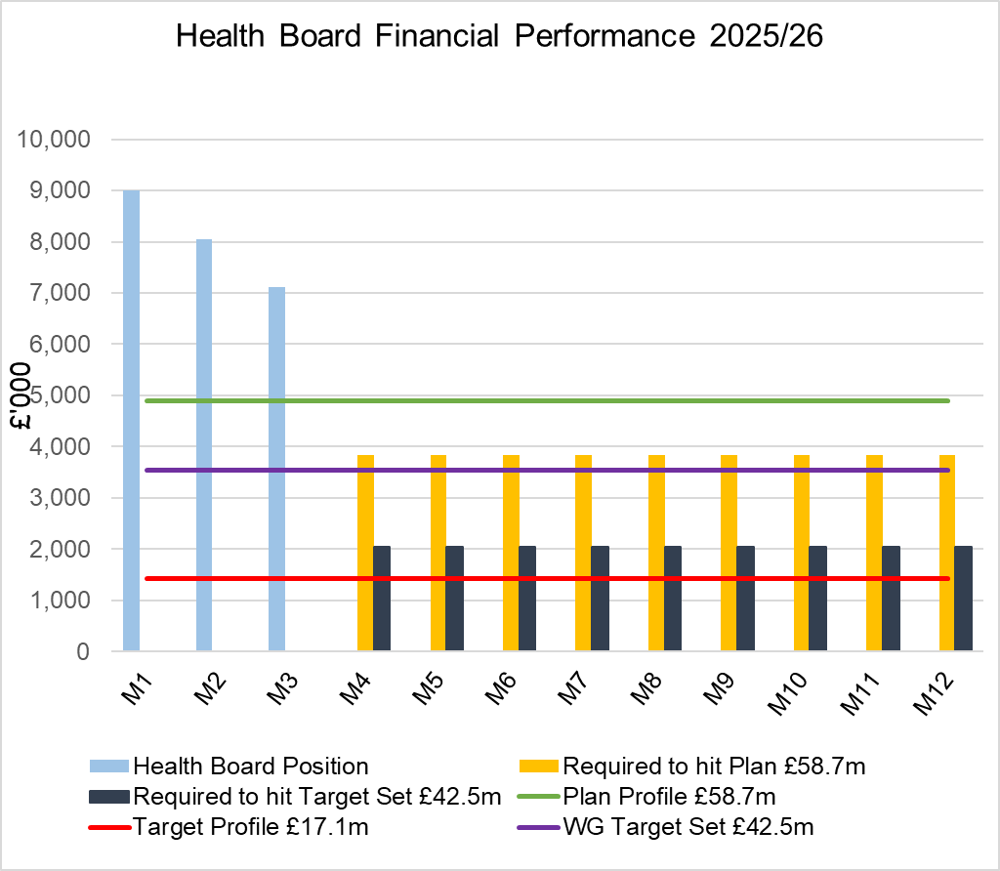 Health Board Financial Performance 2025/26
£'000
10,000
9,000
8,000
7,000
6,000
5,000
4,000
3,000
2,000
1,000
0
M1 M2 M3 M4 M5 M6 M7 M8 M9 M10 M11 M12
Health Board Position Required to hit Plan £58.7m
Required to hit Target Set £42.5m Plan Profile £58.7m
Target Profile £17.1m WG Target Set £42.5m